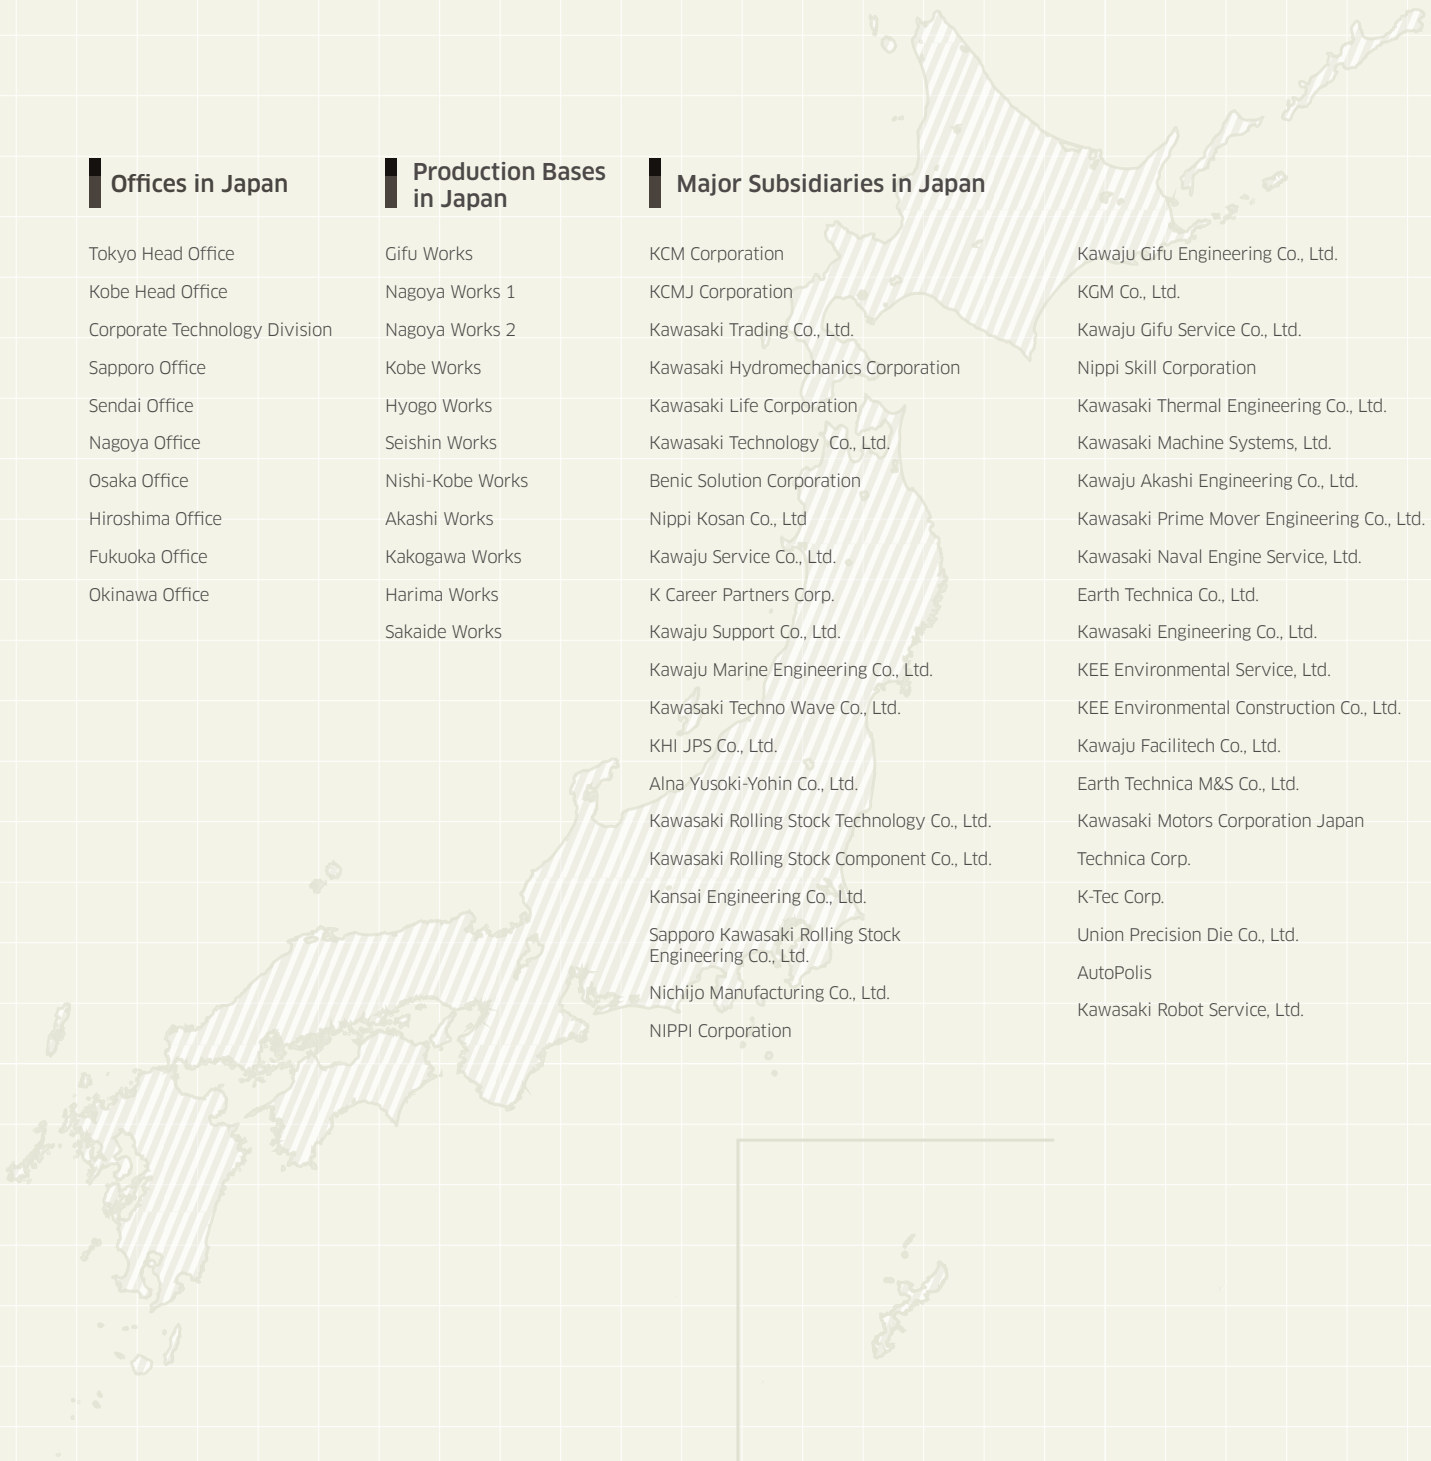 Offices in Japan
Tokyo Head Office
Kobe Head Office
Corporate Technology Division
Sapporo Office
Sendai Office
Nagoya Office
Osaka Office
Hiroshima Office
Fukuoka Office
Okinawa Office
Production Bases
in Japan
Gifu Works
Nagoya Works 1
Nagoya Works 2
Kobe Works
Hyogo Works
Seishin Works
Nishi-Kobe Works
Akashi Works
Kakogawa Works
Harima Works
Sakaide Works
Major Subsidiaries in Japan
KCM Corporation
KCMJ Corporation
Kawasaki Trading Co., Ltd.
Kawasaki Hydromechanics Corporation
Kawasaki Life Corporation
Kawasaki Technology Co., Ltd.
Benic Solution Corporation
Nippi Kosan Co., Ltd
Kawaju Service Co., Ltd.
K Career Partners Corp.
Kawaju Support Co., Ltd.
Kawaju Marine Engineering Co., Ltd.
Kawasaki Techno Wave Co., Ltd.
KHI JPS Co., Ltd.
Alna Yusoki-Yohin Co., Ltd.
Kawasaki Rolling Stock Technology Co., Ltd.
Kawasaki Rolling Stock Component Co., Ltd.
Kansai Engineering Co., Ltd.
Sapporo Kawasaki Rolling Stock
Engineering Co., Ltd.
Nichijo Manufacturing Co., Ltd.
NIPPI Corporation
Kawaju Gifu Engineering Co., Ltd.
KGM Co., Ltd.
Kawaju Gifu Service Co., Ltd.
Nippi Skill Corporation
Kawasaki Thermal Engineering Co., Ltd.
Kawasaki Machine Systems, Ltd.
Kawaju Akashi Engineering Co., Ltd.
Kawasaki Prime Mover Engineering Co., Ltd.
Kawasaki Naval Engine Service, Ltd.
Earth Technica Co., Ltd.
Kawasaki Engineering Co., Ltd.
KEE Environmental Service, Ltd.
KEE Environmental Construction Co., Ltd.
Kawaju Facilitech Co., Ltd.
Earth Technica M&S Co., Ltd.
Kawasaki Motors Corporation Japan
Technica Corp.
K-Tec Corp.
Union Precision Die Co., Ltd.
AutoPolis
Kawasaki Robot Service, Ltd.